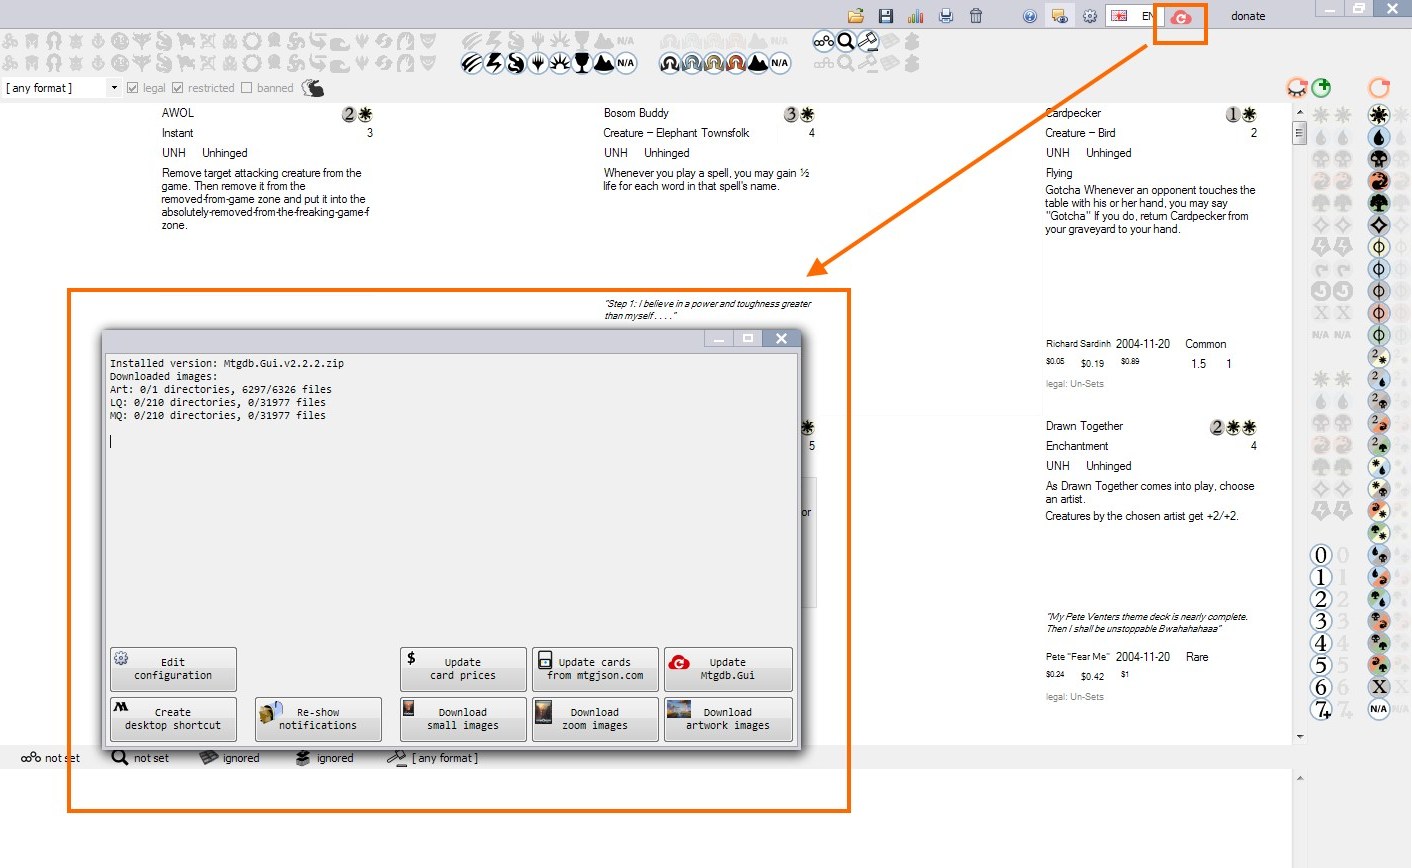 EN
donate
N/A N/A
N/A N/A
[ any format ] legal restricted banned
AWOL 2
Instant 3
UNH Unhinged
Remove target attacking creature from the
game. Then remove it from the
removed-from-game zone and put it into the
absolutely-removed-from-the-freaking-game-f
zone.
Bosom Buddy 3
Creature – Elephant Townsfolk 4
UNH Unhinged
Whenever you play a spell, you may gain ½
life for each word in that spell's name.
"Step 1: I believe in a power and toughness greater
than myself . . . ."
Cardpecker 1
Creature – Bird 2
UNH Unhinged
Flying
Gotcha Whenever an opponent touches the
table with his or her hand, you may say
"Gotcha" If you do, return Cardpecker from
your graveyard to your hand.
Richard Sardinh 2004-11-20 Common
$0.05 $0.19 $0.89 1.5 1
legal: Un-Sets
5
or
Drawn Together 2
Enchantment 4
UNH Unhinged
As Drawn Together comes into play, choose
an artist.
Creatures by the chosen artist get +2/+2.
"My Pete Venters theme deck is nearly complete.
Then I shall be unstoppable Bwahahahaaa"
Pete "Fear Me" 2004-11-20 Rare
$0.24 $0.42 $1
legal: Un-Sets
Installed version: Mtgdb.Gui.v2.2.2.zip
Downloaded images:
Art: 0/1 directories, 6297/6326 files
LQ: 0/210 directories, 0/31977 files
MQ: 0/210 directories, 0/31977 files
Edit
configuration
$ Update
card prices
Update cards
from mtgjson.com
Update
Mtgdb.Gui
Create
desktop shortcut
Re-show
notifications
Download
small images
Download
zoom images
Download
artwork images
not set not set ignored ignored [ any format ]
X X
N/A N/A
2
2
2
2
2
0 0
1 1
2 2
3 3
4 4
5 5
6 6 X
7+ 7+ N/A N/A